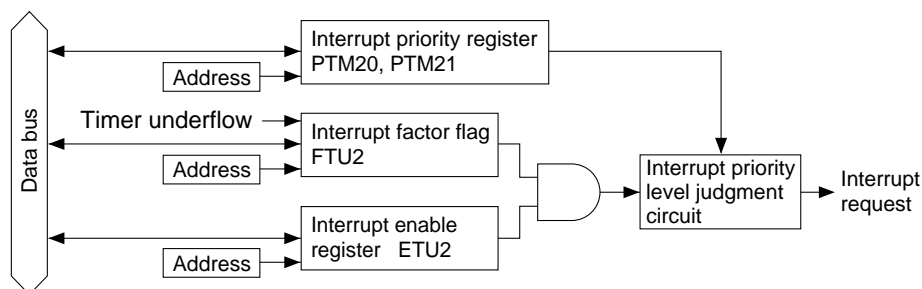 Data bus
Interrupt priority register
PTM20, PTM21
Address
Timer underflow
Interrupt factor flag
FTU2
Address
Interrupt enable
register ETU2
Address
Interrupt priority
level judgment
circuit
Interrupt
request